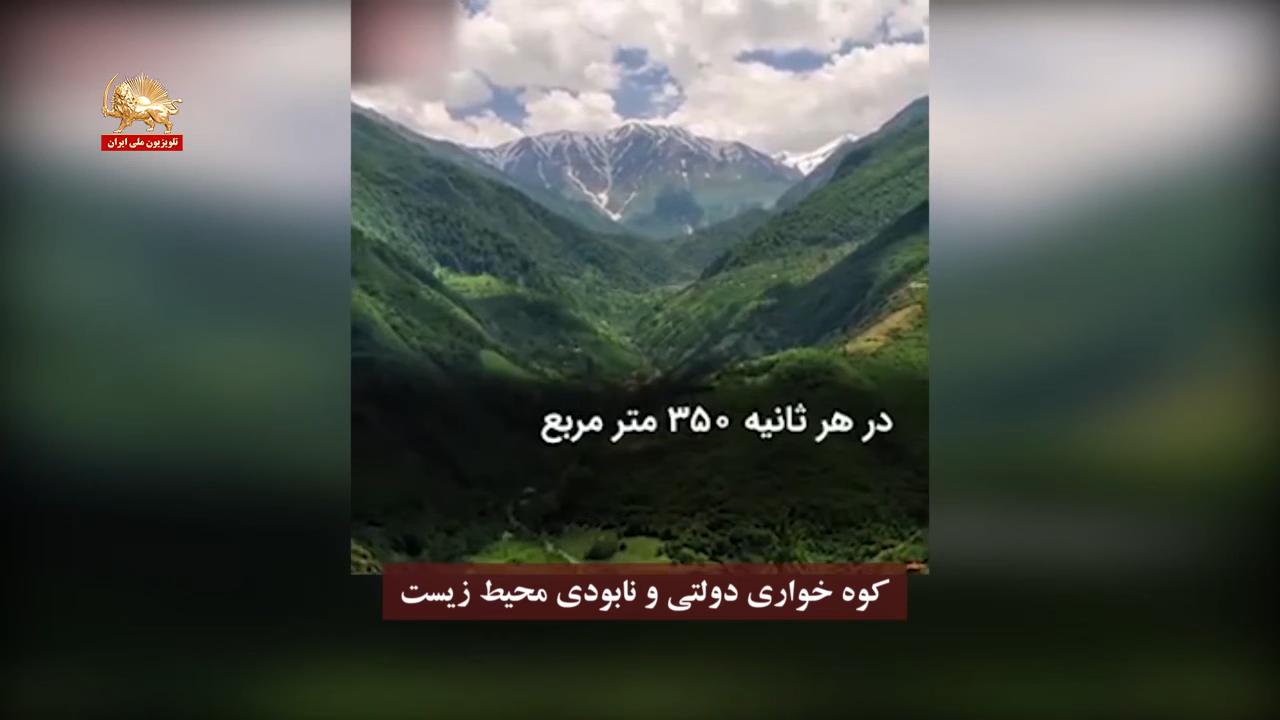 تلویزیون ملی ایران
در هر ثانیه ۳۵۰ متر مربع
کوه خواری دولتی و نابودی محیط زیست